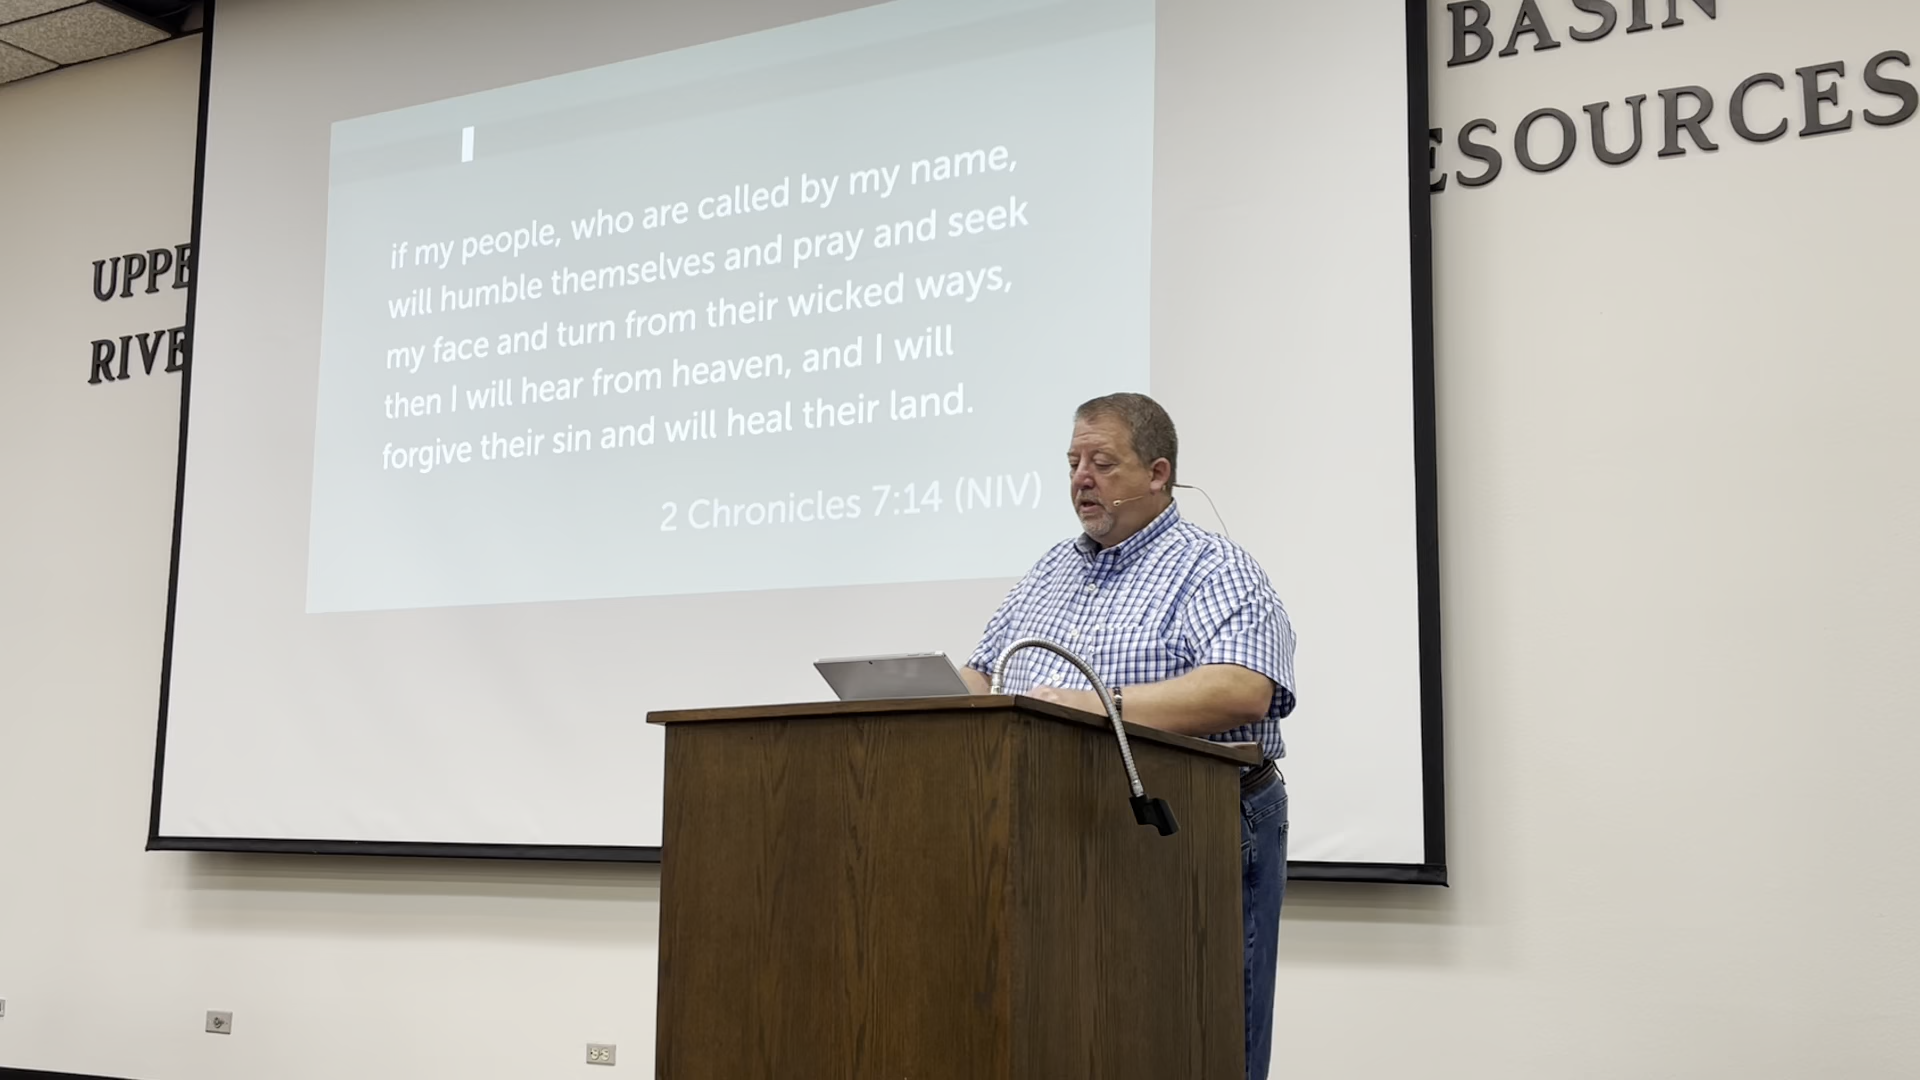 BASIN
ESOURCES
UPPE
RIVE
if my people, who are called by my name,
will humble themselves and pray and seek
my face and turn from their wicked ways,
then I will hear from heaven, and I will
forgive their sin and will heal their land.
2 Chronicles 7:14 (NIV)